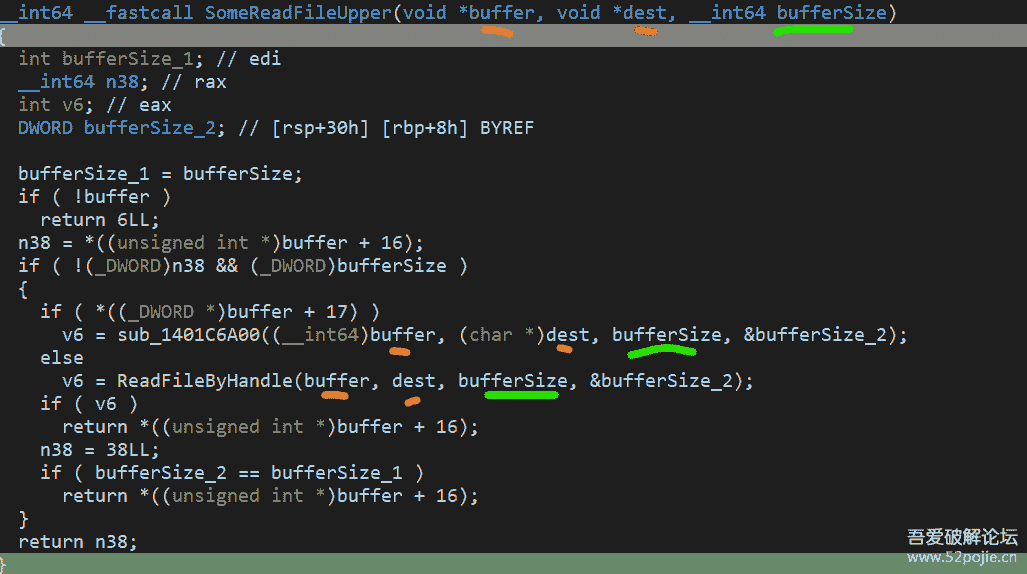 __int64 __fastcall SomeReadFileUpper(void *buffer, void *dest, __int64 bufferSize)
{
  int bufferSize_1; // edi
  __int64 n38; // rax
  int v6; // eax
  DWORD bufferSize_2; // [rsp+30h] [rbp+8h] BYREF

  bufferSize_1 = bufferSize;
  if ( !buffer )
    return 6LL;
  n38 = *((unsigned int *)buffer + 16);
  if ( !(_DWORD)n38 && (_DWORD)bufferSize )
  {
    if ( *((_DWORD *)buffer + 17) )
      v6 = sub_1401C6A00((__int64)buffer, (char *)dest, bufferSize, &bufferSize_2);
    else
      v6 = ReadFileByHandle(buffer, dest, bufferSize, &bufferSize_2);
    if ( v6 )
      return *((unsigned int *)buffer + 16);
    n38 = 38LL;
    if ( bufferSize_2 == bufferSize_1 )
      return *((unsigned int *)buffer + 16);
  }
  return n38;
}
吾爱破解论坛
www.52pojie.cn